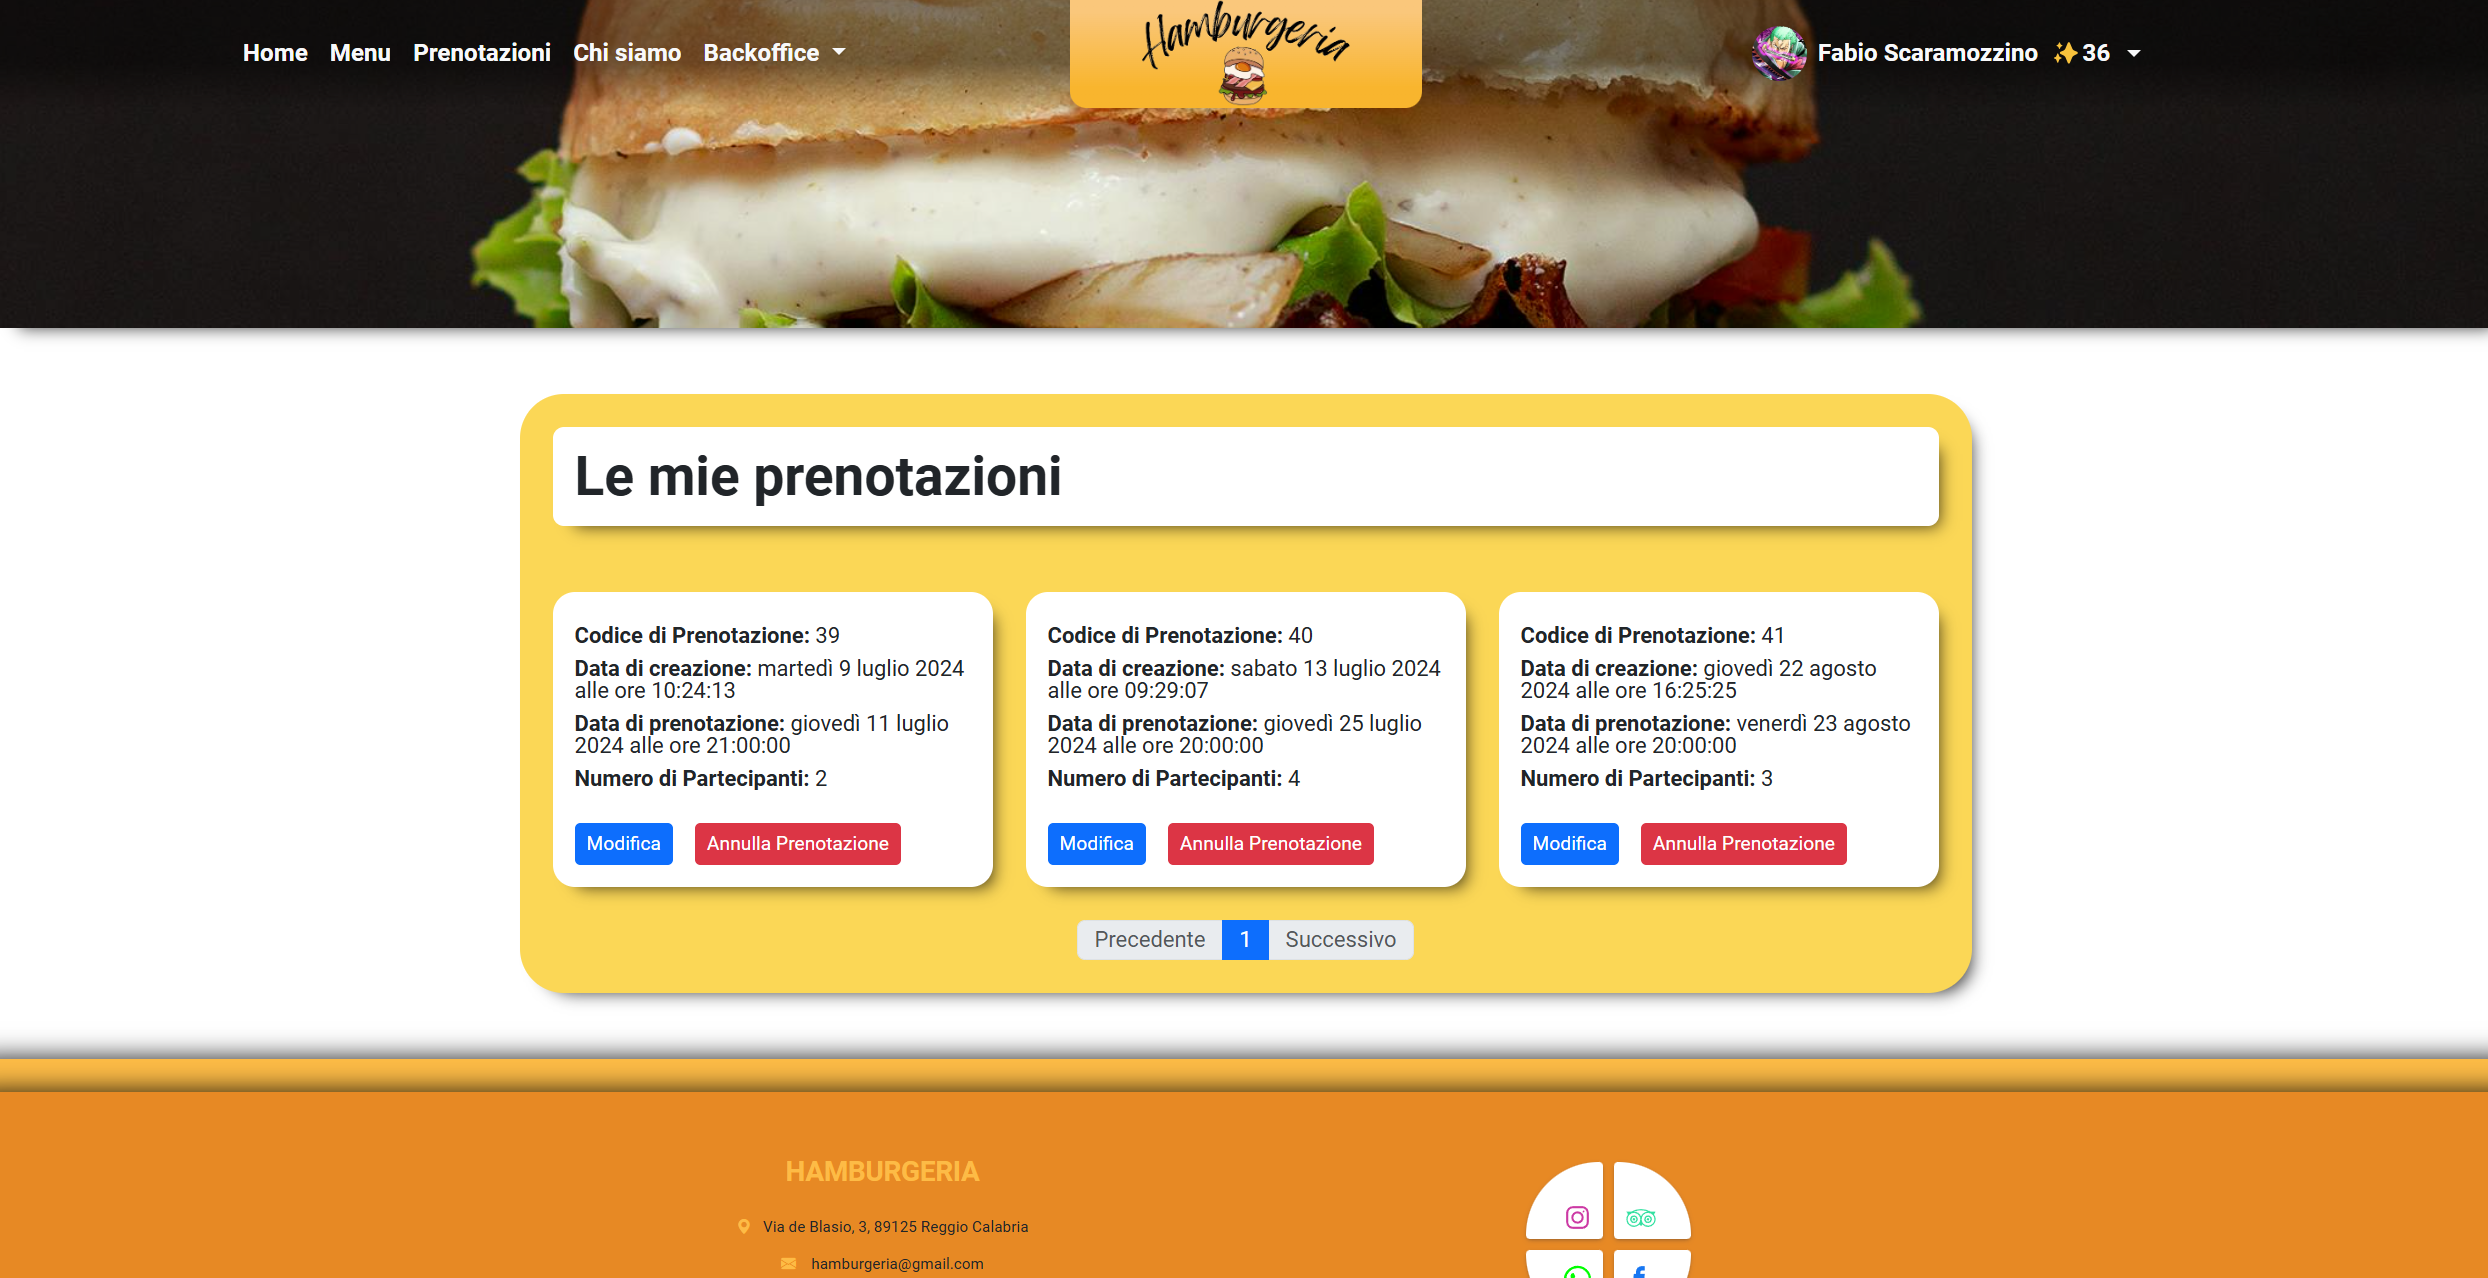 Home Menu Prenotazioni Chi siamo Backoffice
Hamburgeria
Fabio Scaramozzino ✨36
Le mie prenotazioni
Codice di Prenotazione: 39
Data di creazione: martedì 9 luglio 2024
alle ore 10:24:13
Data di prenotazione: giovedì 11 luglio
2024 alle ore 21:00:00
Numero di Partecipanti: 2
Modifica Annulla Prenotazione
Codice di Prenotazione: 40
Data di creazione: sabato 13 luglio 2024
alle ore 09:29:07
Data di prenotazione: giovedì 25 luglio
2024 alle ore 20:00:00
Numero di Partecipanti: 4
Modifica Annulla Prenotazione
Codice di Prenotazione: 41
Data di creazione: giovedì 22 agosto
2024 alle ore 16:25:25
Data di prenotazione: venerdì 23 agosto
2024 alle ore 20:00:00
Numero di Partecipanti: 3
Modifica Annulla Prenotazione
Precedente 1 Successivo
HAMBURGERIA
Via de Blasio, 3, 89125 Reggio Calabria
hamburgeria@gmail.com